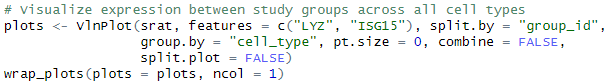 # Visualize expression between study groups across all cell types
plots <- VlnPlot(srat, features = c("LYZ", "ISG15"), split.by = "group_id",
group.by = "cell_type", pt.size = 0, combine = FALSE,
split.plot = FALSE)
wrap_plots(plots = plots, ncol = 1)